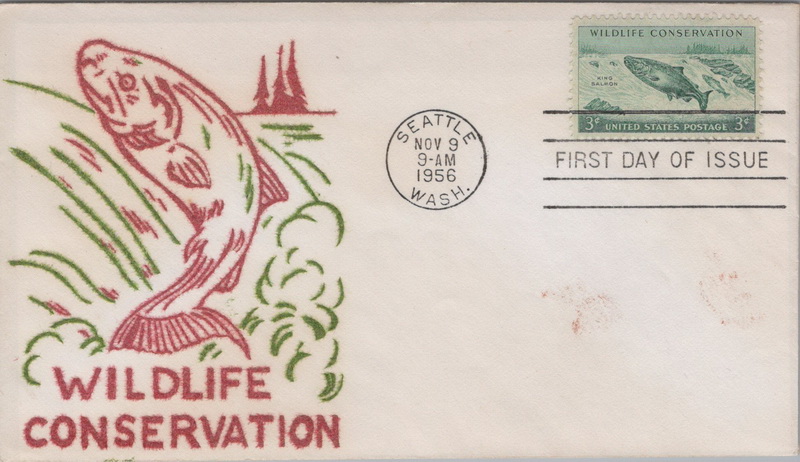 WILDLIFE CONSERVATION
KING
SALMON
3¢ UNITED STATES POSTAGE 3¢
SEATTLE
NOV 9
9-AM
1956
WASH.
FIRST DAY OF ISSUE
WILDLIFE
CONSERVATION